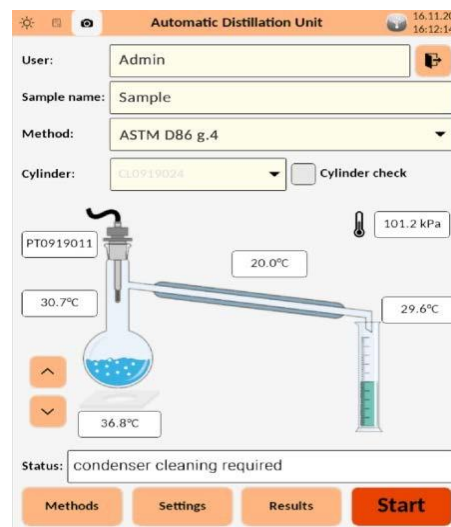 Automatic Distillation Unit
16.11.20
16:12:14
User: Admin
Sample name: Sample
Method: ASTM D86 g.4
Cylinder: CL0919024 Cylinder check
101.2 kPa
PT0919011
20.0°C
30.7°C
29.6°C
36.8°C
Status: condenser cleaning required
Methods Settings Results Start